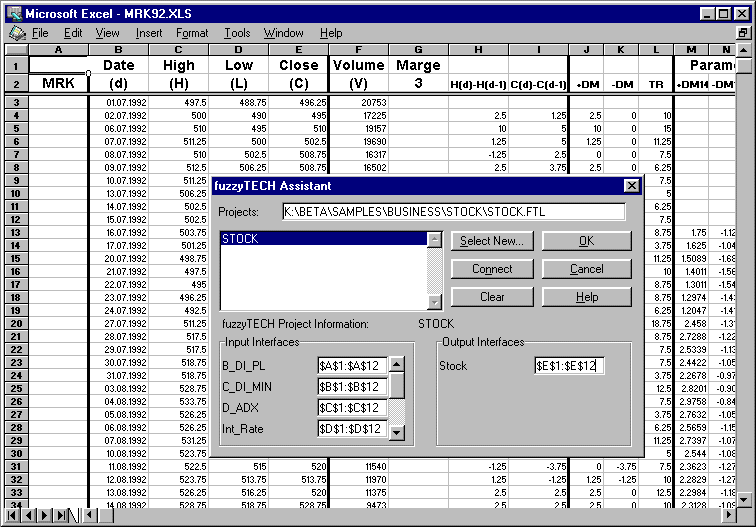 Microsoft Excel - MRK92.XLS
File Edit View Insert Format Tools Window Help
A B C D E F G H I J K L M N
1 Date High Low Close Volume Marge Parame
2 MRK (d) (H) (L) (C) (V) 3 H(d)-H(d-1) C(d)-C(d-1) +DM -DM TR +DM14 -DM1
3 01.07.1992 497.5 488.75 496.25 20753
4 02.07.1992 500 490 495 17225 2.5 1.25 2.5 0 10
5 06.07.1992 510 495 510 19157 10 5 10 0 15
6 07.07.1992 511.25 500 502.5 19690 1.25 5 1.25 0 11.25
7 08.07.1992 510 502.5 508.75 16317 -1.25 2.5 0 0 7.5
8 09.07.1992 512.5 506.25 508.75 16502 2.5 3.75 2.5 0 6.25
9 10.07.1992 511.25 7.5
10 13.07.1992 506.25 5
11 14.07.1992 502.5 6.25
12 15.07.1992 502.5 7.5
13 16.07.1992 503.75 8.75 1.75 -1.12
14 17.07.1992 501.25 3.75 1.625 -1.04
15 20.07.1992 498.75 11.25 1.5089 -1.68
16 21.07.1992 497.5 10 1.4011 -1.56
17 22.07.1992 495 8.75 1.3011 -1.54
18 23.07.1992 496.25 8.75 1.2974 -1.43
19 24.07.1992 492.5 6.25 1.2047 -1.41
20 27.07.1992 511.25 18.75 2.458 -1.31
21 28.07.1992 517.5 8.75 2.7288 -1.22
27 29.07.1992 517.5 7.5 2.5339 -1.13
23 30.07.1992 518.75 7.5 2.4422 -1.05
24 31.07.1992 518.75 3.75 2.2678 -0.97
25 03.08.1992 528.75 12.5 2.8201 -0.90
26 04.08.1992 533.75 7.5 2.9758 -0.84
27 05.08.1992 526.25 3.75 2.7632 -1.05
28 06.08.1992 526.25 6.25 2.5659 -1.15
29 07.08.1992 531.25 11.25 2.7397 -1.07
30 10.08.1992 523.75 5 2.544 -1.08
31 11.08.1992 522.5 515 520 11540 -1.25 -3.75 0 -3.75 7.5 2.3623 -1.27
32 12.08.1992 523.75 513.75 513.75 11970 1.25 -1.25 1.25 -1.25 10 2.2829 -1.27
33 13.08.1992 526.25 516.25 520 11375 2.5 2.5 2.5 0 12.5 2.2984 -1.18
34 14.08.1992 528.75 518.75 522.5 9473 2.5 2.5 2.5 0 10 2.3128 -1.09
fuzzyTECH Assistant
Projects: K:\BETA\SAMPLES\BUSINESS\STOCK\STOCK.FTL
STOCK
Select New... OK
Connect Cancel
Clear Help
fuzzyTECH Project Information: STOCK
Input Interfaces Output Interfaces
B_DI_PL $A$1:$A$12 Stock $E$1:$E$12
C_DI_MIN $B$1:$B$12
D_ADX $C$1:$C$12
Int_Rate $D$1:$D$12